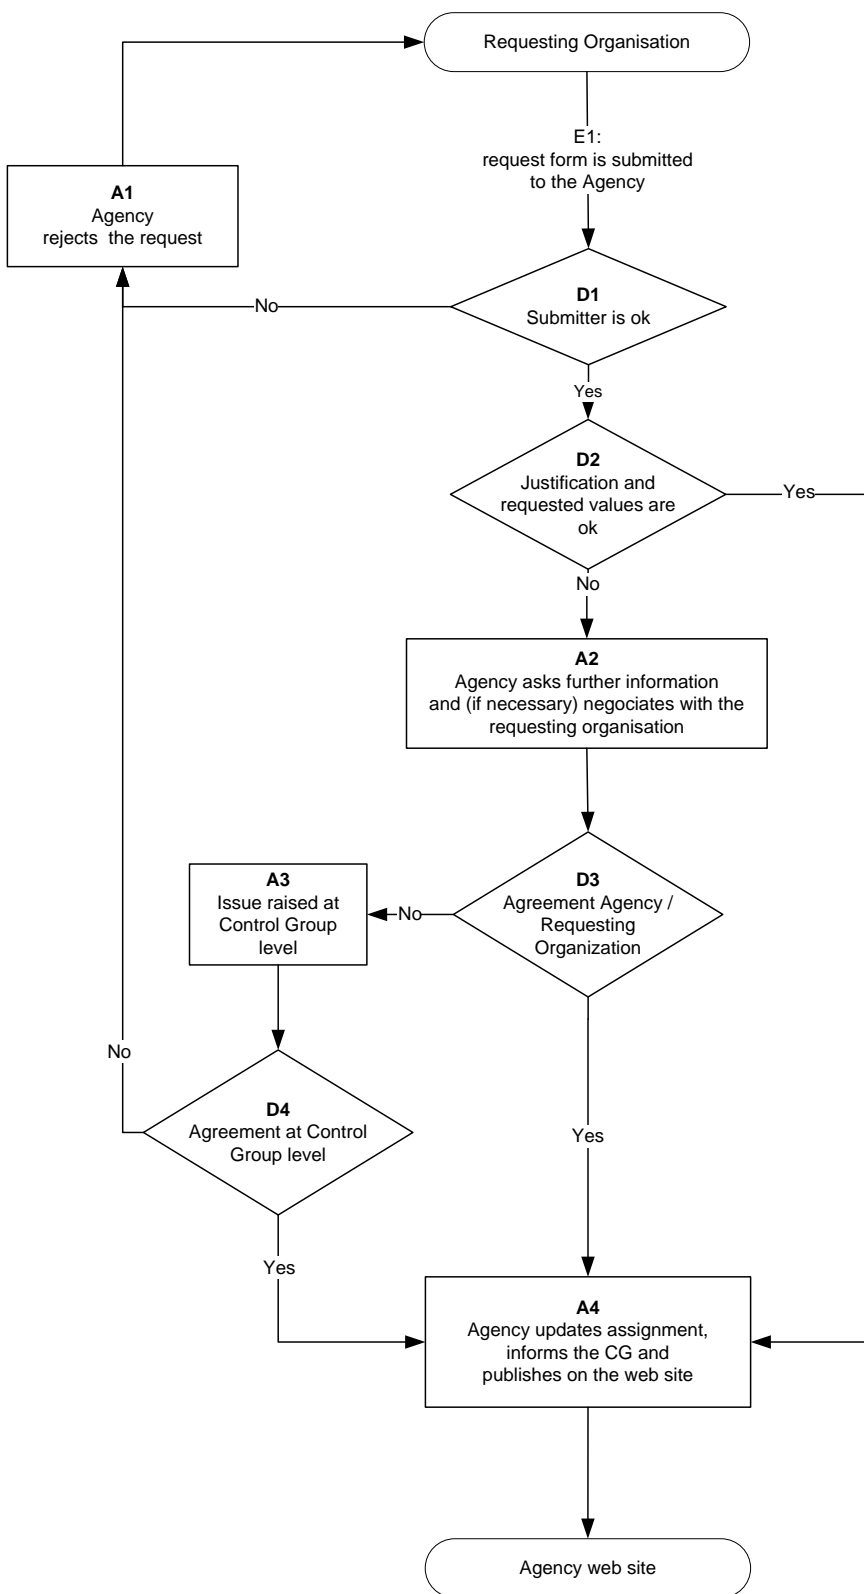 Requesting Organisation
E1:
request form is submitted
to the Agency
A1
Agency
rejects the request
D1
Submitter is ok
No
Yes
D2
Justification and
requested values are
ok
Yes
No
A2
Agency asks further information
and (if necessary) negociates with the
requesting organisation
D3
Agreement Agency /
Requesting
Organization
No
A3
Issue raised at
Control Group
level
No
D4
Agreement at Control
Group level
Yes
Yes
A4
Agency updates assignment,
informs the CG and
publishes on the web site
Agency web site